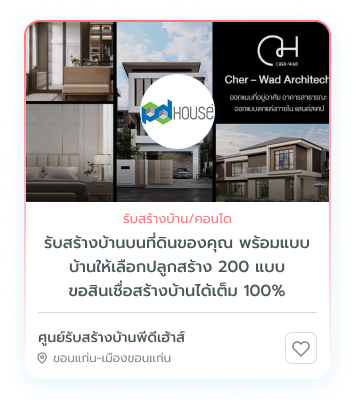 CH
CHER-WAD
Cher – Wad Architect
ออกแบบที่อยู่อาศัย อาคารสาธารณะ
ออกแบบตกแต่งภายใน แลนด์สเคป
pd HOUSE
รับสร้างบ้าน/คอนโด
รับสร้างบ้านบนที่ดินของคุณ พร้อมแบบ
บ้านให้เลือกปลูกสร้าง 200 แบบ
ขอสินเชื่อสร้างบ้านได้เต็ม 100%
ศูนย์รับสร้างบ้านพีดีเฮ้าส์
ขอนแก่น-เมืองขอนแก่น